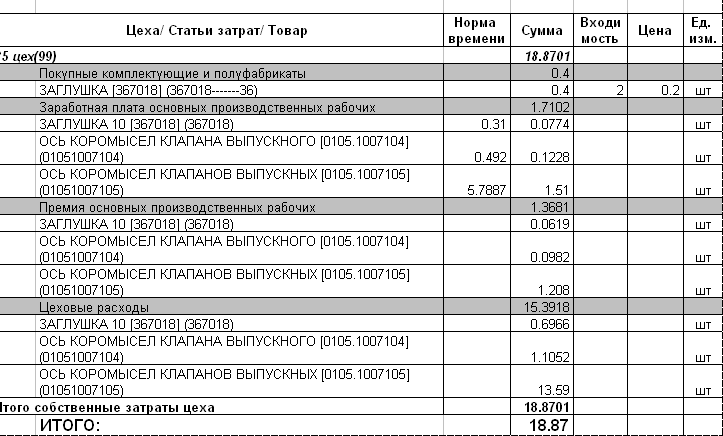 Цеха/ Статьи затрат/ Товар Норма времени Сумма Входи мость Цена Ед. изм.
5 цех(99) 18.8701
Покупные комплектующие и полуфабрикаты 0.4
ЗАГЛУШКА [367018] (367018-------36) 0.4 2 0.2 шт
Заработная плата основных производственных рабочих 1.7102
ЗАГЛУШКА 10 [367018] (367018) 0.31 0.0774 шт
ОСЬ КОРОМЫСЕЛ КЛАПАНА ВЫПУСКНОГО [0105.1007104]
(01051007104) 0.492 0.1228 шт
ОСЬ КОРОМЫСЕЛ КЛАПАНОВ ВЫПУСКНЫХ [0105.1007105]
(01051007105) 5.7887 1.51 шт
Премия основных производственных рабочих 1.3681
ЗАГЛУШКА 10 [367018] (367018) 0.0619 шт
ОСЬ КОРОМЫСЕЛ КЛАПАНА ВЫПУСКНОГО [0105.1007104]
(01051007104) 0.0982 шт
ОСЬ КОРОМЫСЕЛ КЛАПАНОВ ВЫПУСКНЫХ [0105.1007105]
(01051007105) 1.208 шт
Цеховые расходы 15.3918
ЗАГЛУШКА 10 [367018] (367018) 0.6966 шт
ОСЬ КОРОМЫСЕЛ КЛАПАНА ВЫПУСКНОГО [0105.1007104]
(01051007104) 1.1052 шт
ОСЬ КОРОМЫСЕЛ КЛАПАНОВ ВЫПУСКНЫХ [0105.1007105]
(01051007105) 13.59 шт
Итого собственные затраты цеха 18.8701
ИТОГО: 18.87